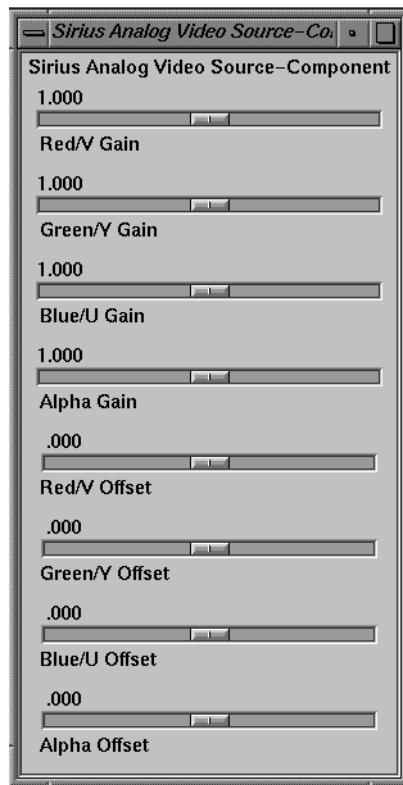 Sirius Analog Video Source-Co
Sirius Analog Video Source-Component
1.000
Red/V Gain
1.000
Green/Y Gain
1.000
Blue/U Gain
1.000
Alpha Gain
.000
Red/V Offset
.000
Green/Y Offset
.000
Blue/U Offset
.000
Alpha Offset